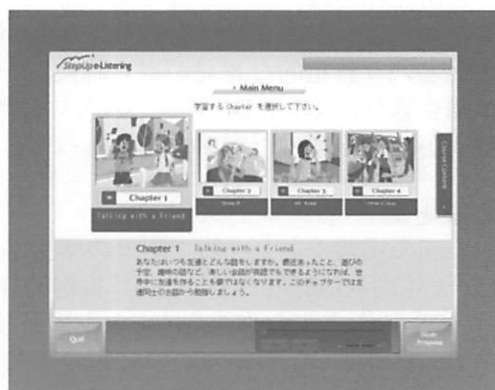 StepUp e-Listening
Main Menu
学習する Chapter を選択して下さい。
Chapter 1
Talking with a Friend
Chapter 2
Chapter 3
At Home
Chapter 4
Course Content
Chapter 1 Talking with a Friend
あなたはいつも友達とどんな話をしますか。最近あったこと、遊びの
予定、趣味の話など、楽しい会話が英語でもできるようになれば、世
界中に友達を作ることも夢ではなくなります。このチャプターでは友
達同士の会話から勉強しましょう。
Quit
Study
Progress